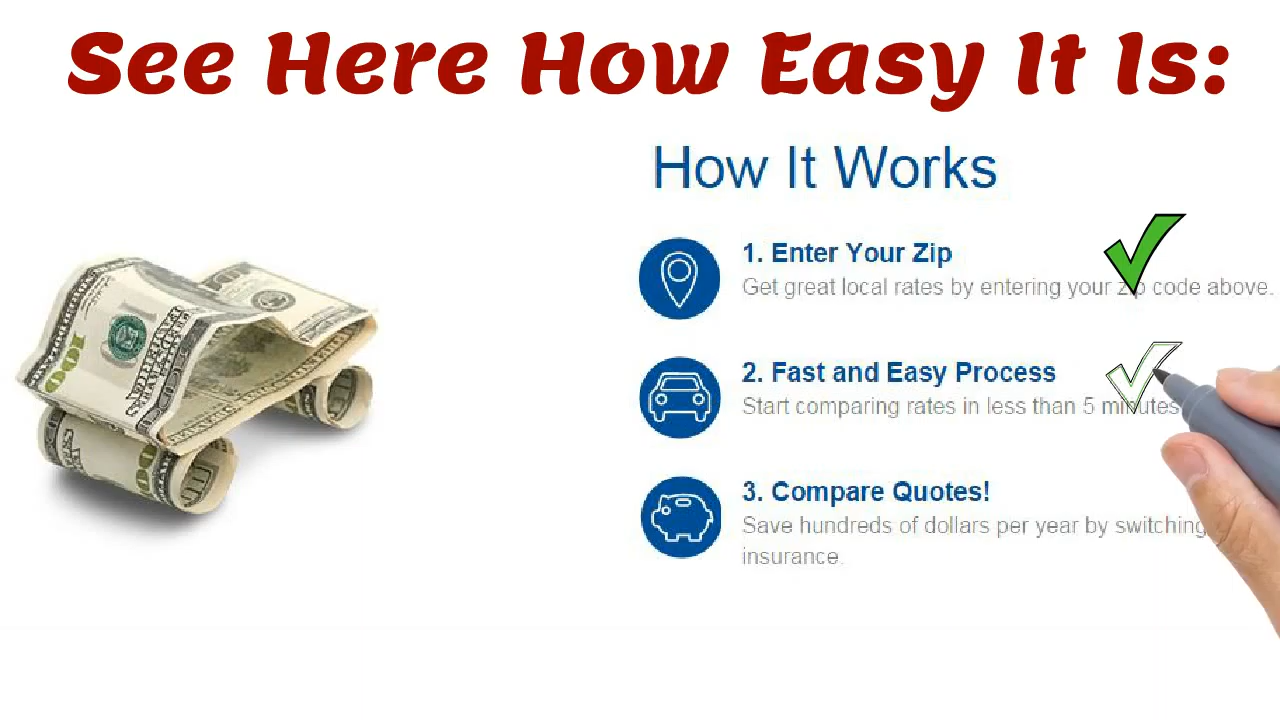 See Here How Easy It Is:
How It Works
1. Enter Your Zip
Get great local rates by entering your zip code above.
2. Fast and Easy Process
Start comparing rates in less than 5 minutes
3. Compare Quotes!
Save hundreds of dollars per year by switching
insurance.
100
100